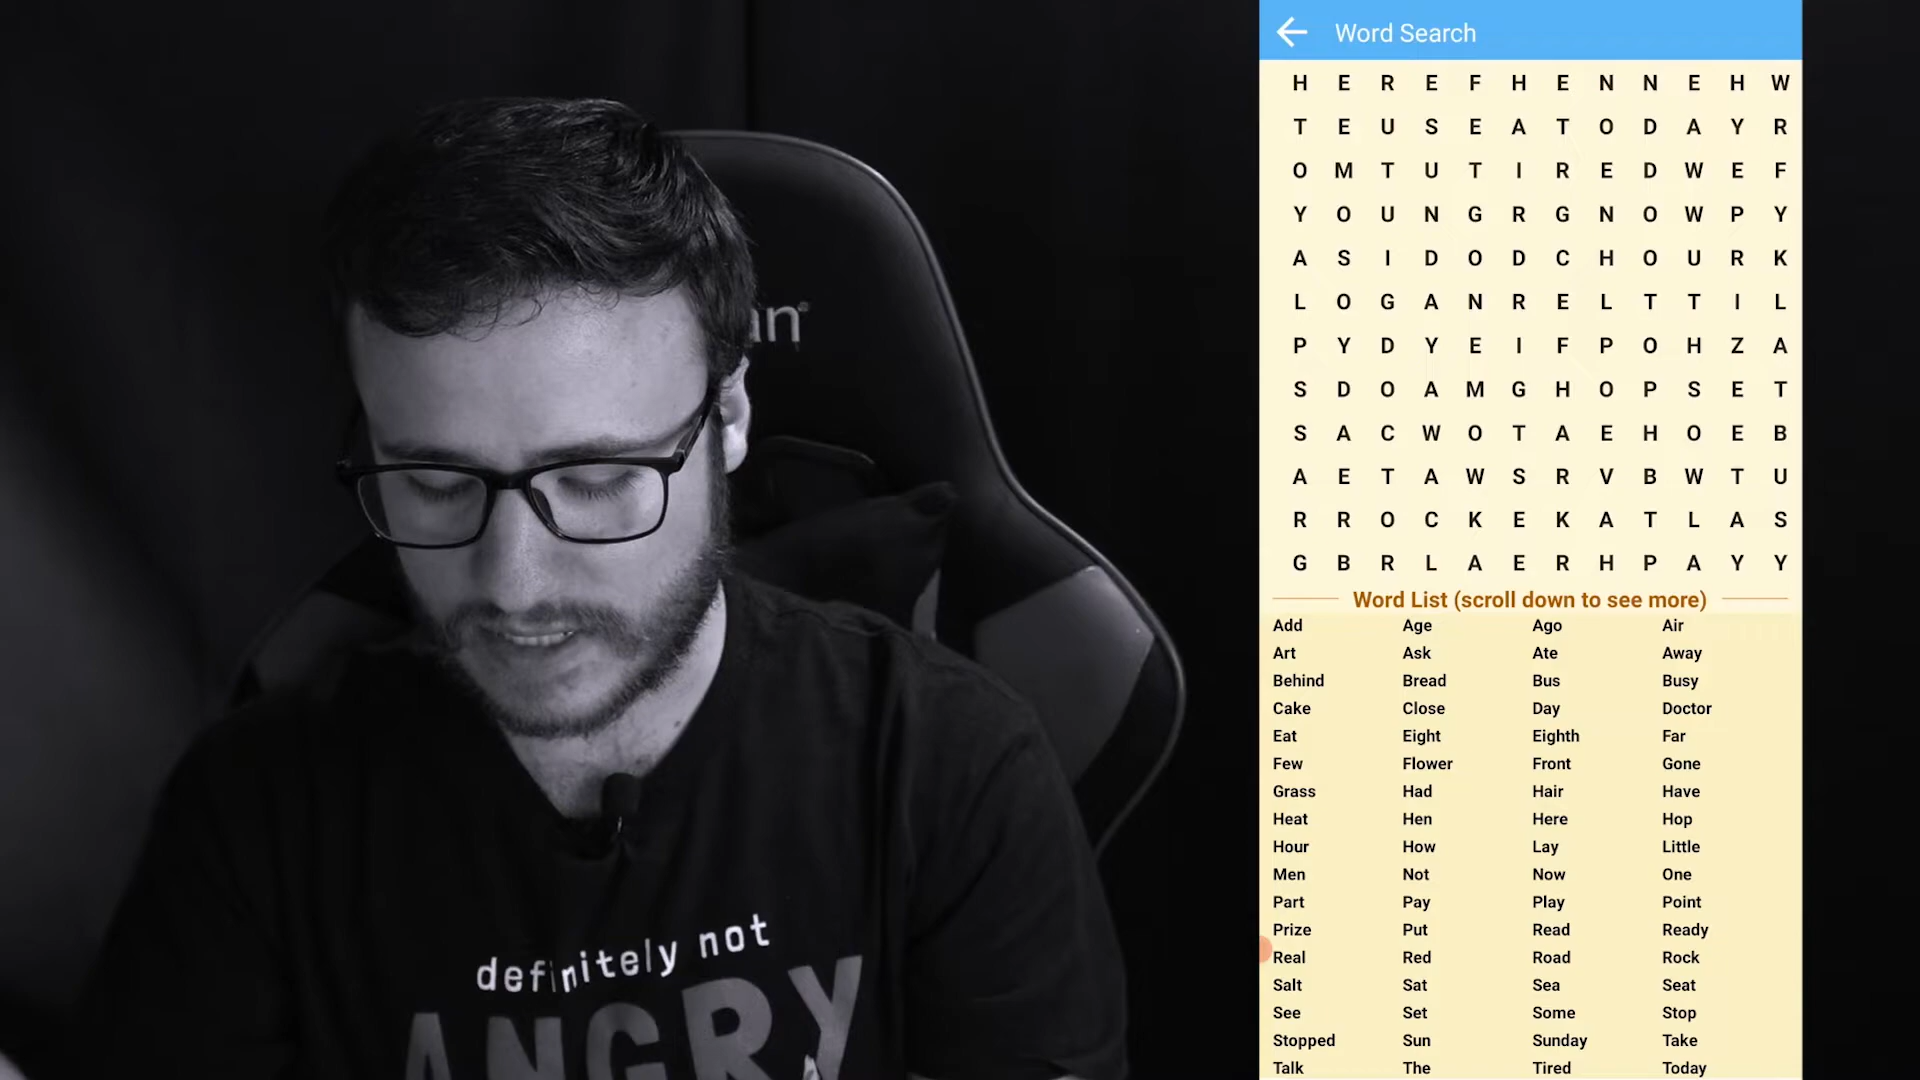 an
definitely not
ANGRY
Word Search
H E R E F H E N N E H W
T E U S E A T O D A Y R
O M T U T I R E D W E F
Y O U N G R G N O W P Y
A S I D O D C H O U R K
L O G A N R E L T T I L
P Y D Y E I F P O H Z A
S D O A M G H O P S E T
S A C W O T A E H O E B
A E T A W S R V B W T U
R R O C K E K A T L A S
G B R L A E R H P A Y Y
Word List (scroll down to see more)
Add Age Ago Air
Art Ask Ate Away
Behind Bread Bus Busy
Cake Close Day Doctor
Eat Eight Eighth Far
Few Flower Front Gone
Grass Had Hair Have
Heat Hen Here Hop
Hour How Lay Little
Men Not Now One
Part Pay Play Point
Prize Put Read Ready
Real Red Road Rock
Salt Sat Sea Seat
See Set Some Stop
Stopped Sun Sunday Take
Talk The Tired Today